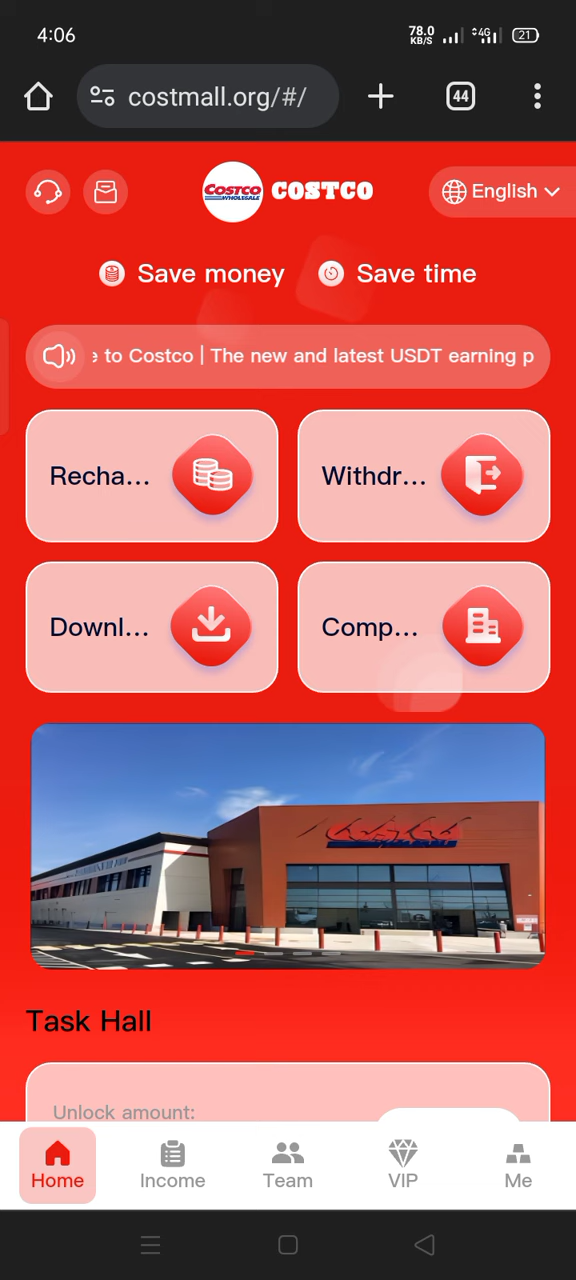 4:06
78.0
KB/S
4G
21
costmall.org/#/
44
COSTCO
WHOLESALE
COSTCO
English
Save money
Save time
e to Costco | The new and latest USDT earning p
Recha...
Withdr...
Downl...
Comp...
Task Hall
Unlock amount:
Home
Income
Team
VIP
Me